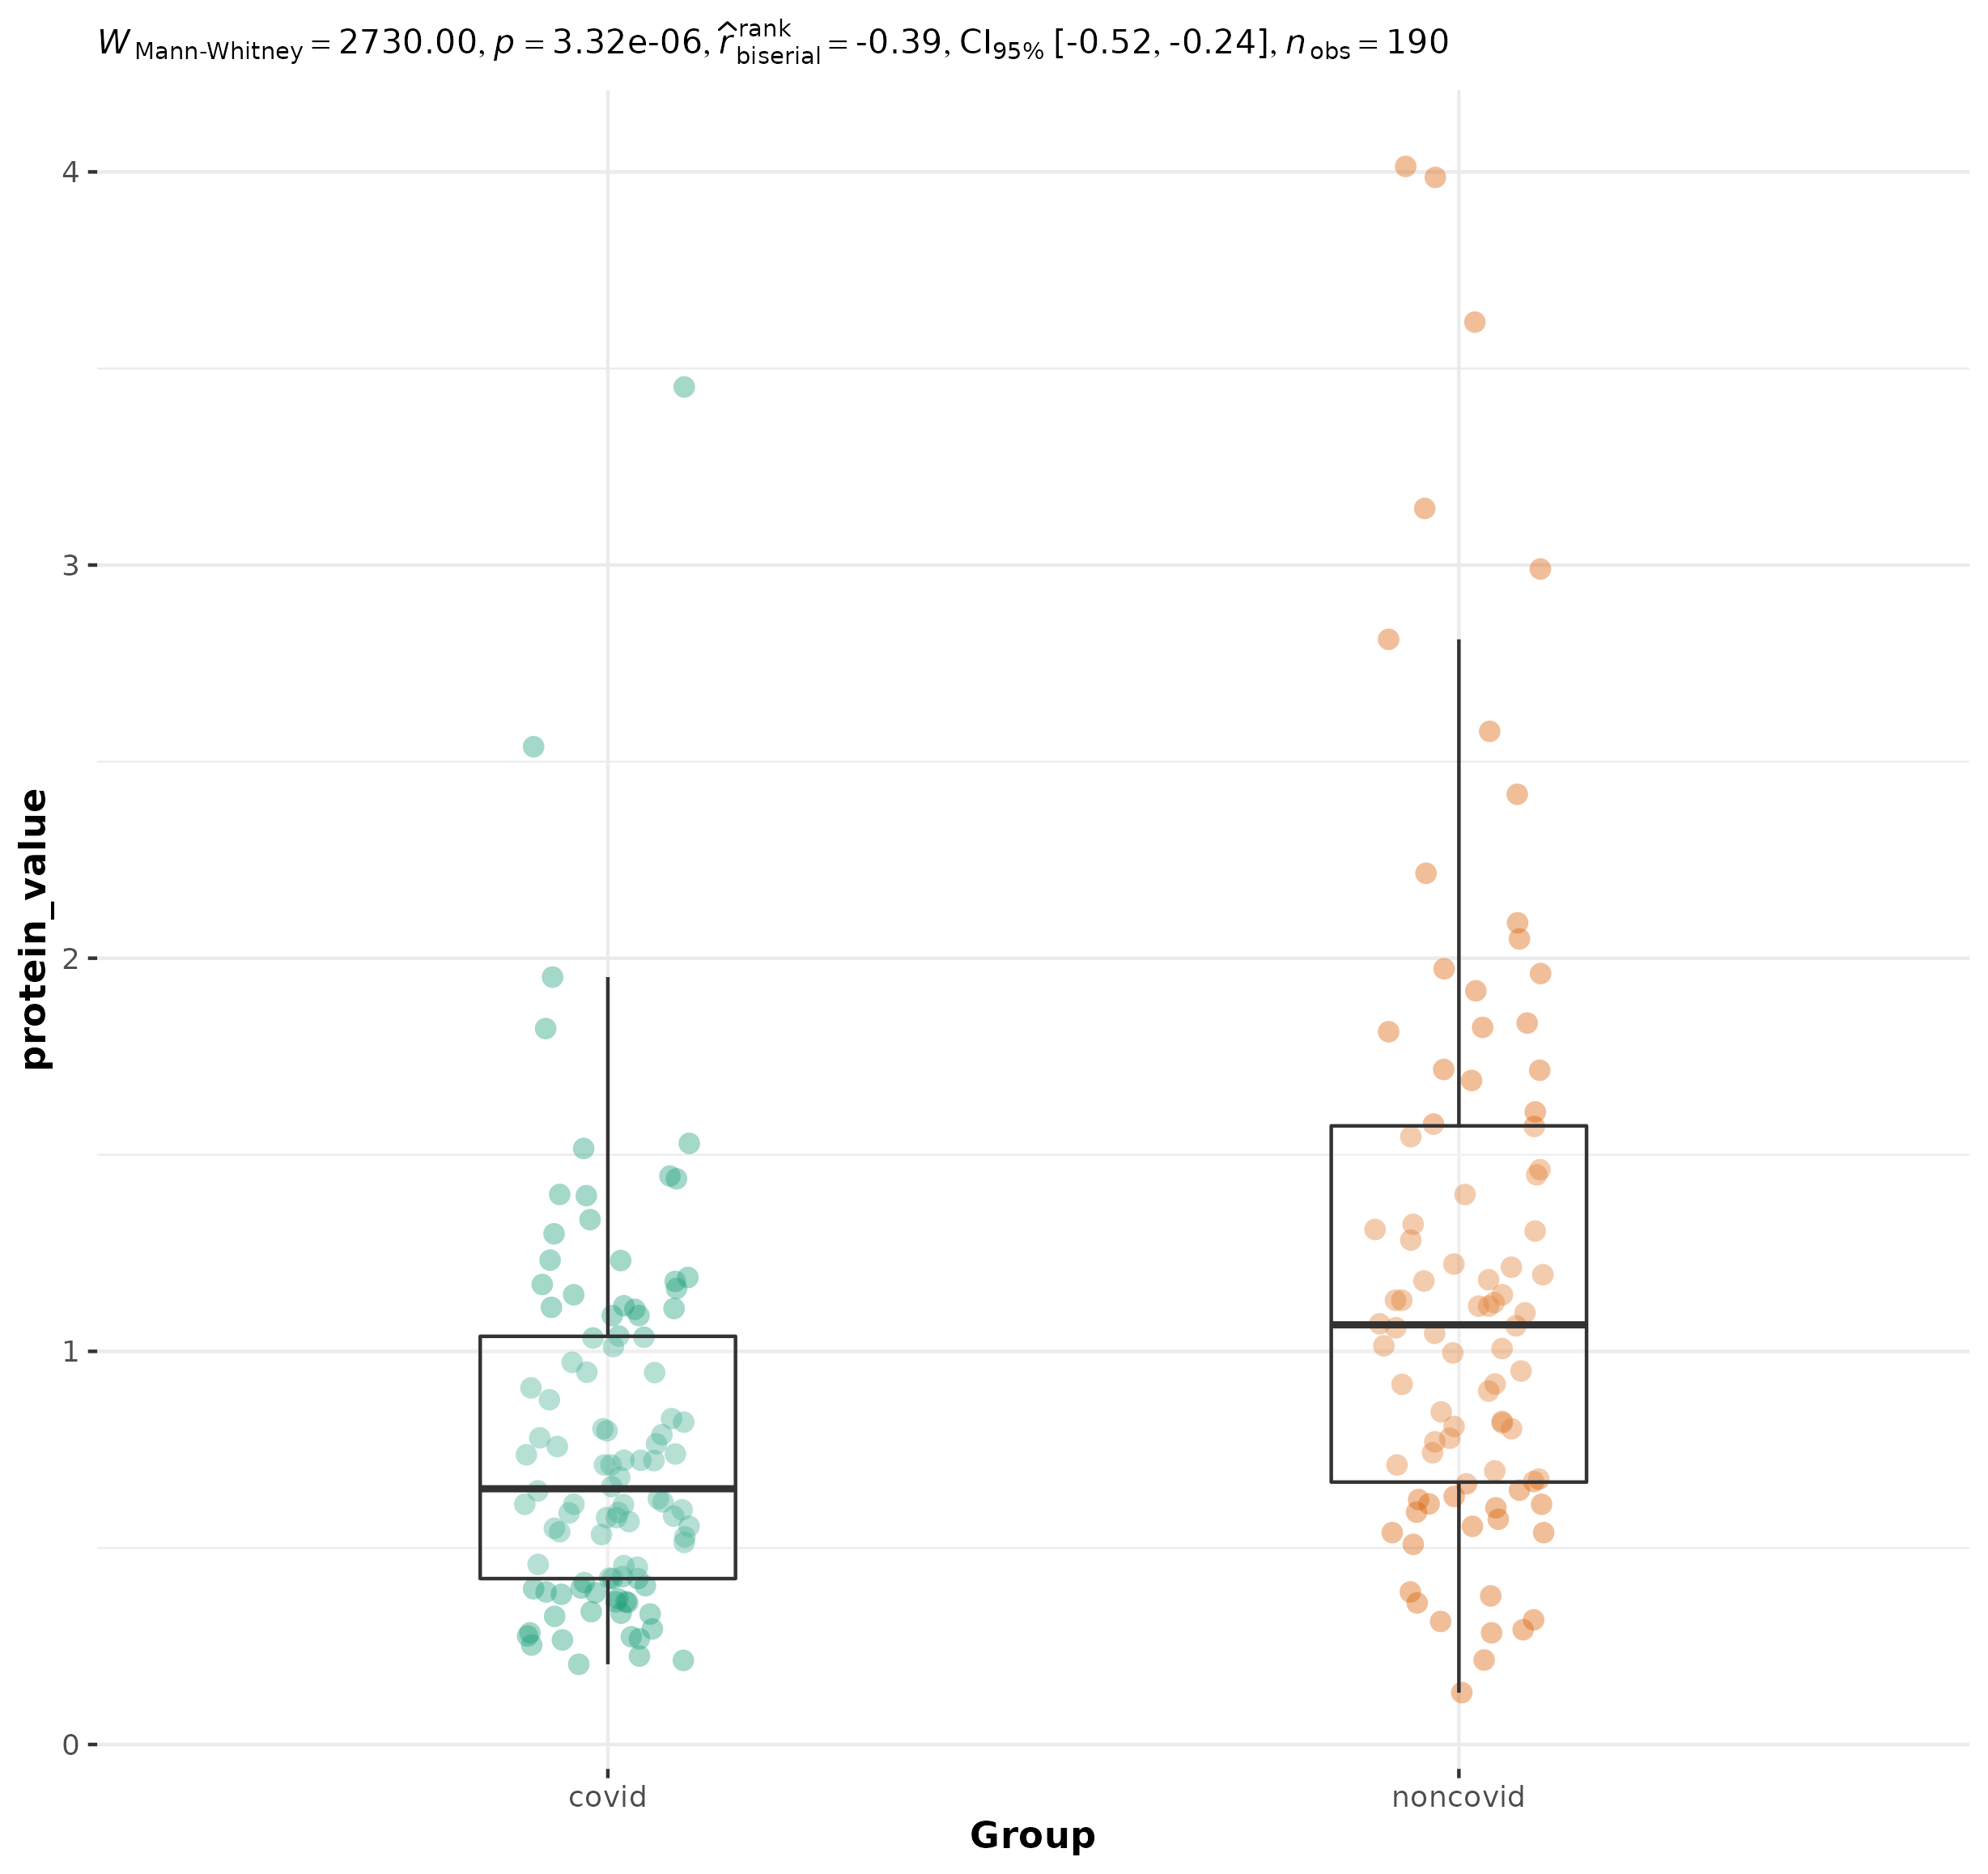 W Mann-Whitney = 2730.00, p = 3.32e-06, r̂ rank biserial = -0.39, CI95% [-0.52, -0.24], n obs = 190
4
3
2
1
0
protein_value
covid noncovid
Group